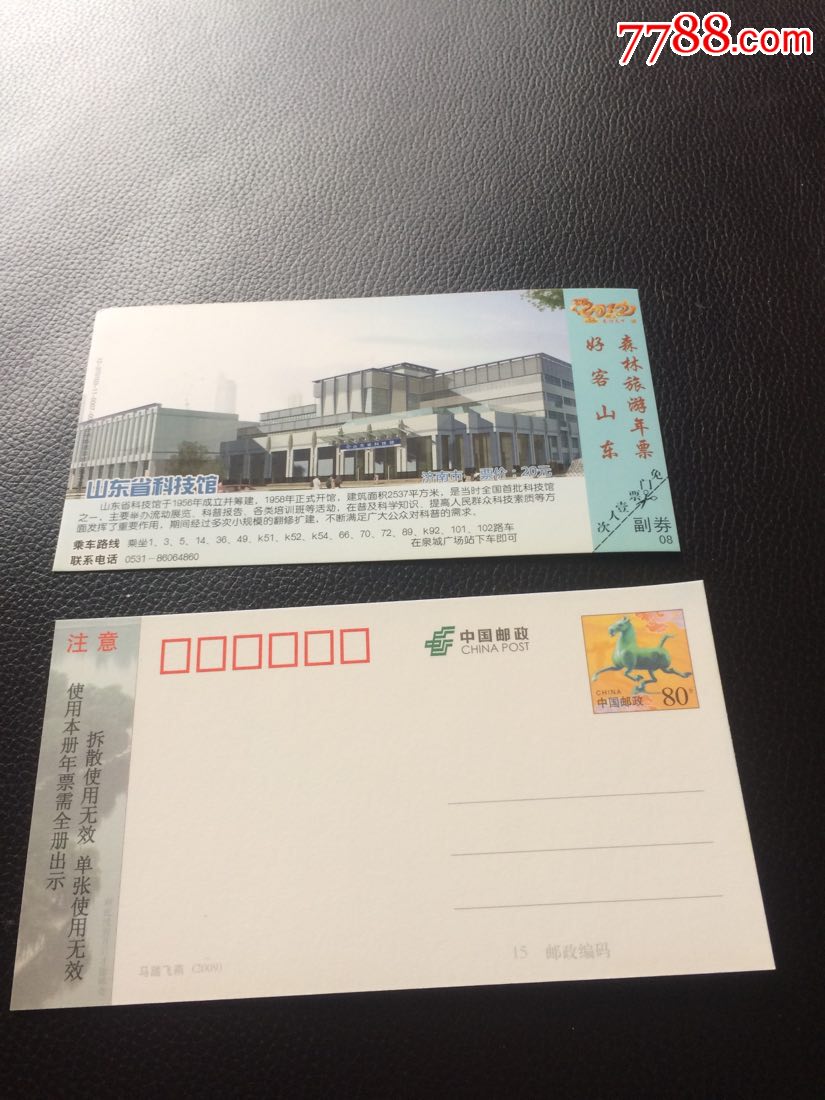 7788.com
2012
好客山东
森林旅游年票
免门票壹人次
副券
08
山东省科技馆
济南市 票价：20元
山东省科技馆于1956年成立并筹建，1958年正式开馆，建筑面积2537平方米，是当时全国首批科技馆
之一，主要举办流动展览、科普报告、各类培训班等活动，在普及科学知识、提高人民群众科技素质等方
面发挥了重要作用，期间经过多次小规模的翻修扩建，不断满足广大公众对科普的需求。
乘车路线 乘坐1、3、5、14、36、49、k51、k52、k54、66、70、72、89、k92、101、102路车
在泉城广场站下车即可
联系电话 0531－86064860
注意
使用本册年票需全册出示
拆散使用无效 单张使用无效
中国邮政
CHINA POST
CHINA
中国邮政 80分
马踏飞燕（2009）
15 邮政编码